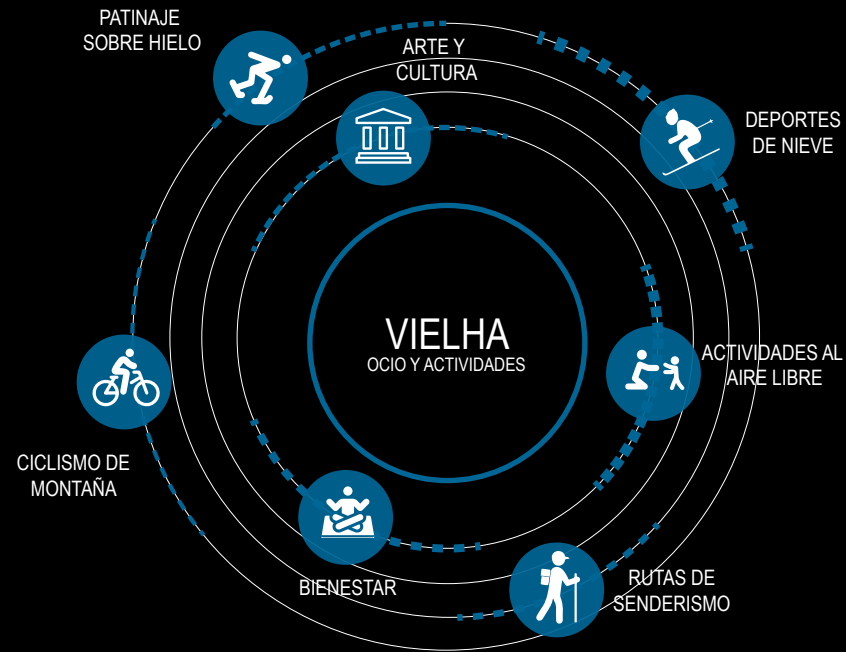 PATINAJE
SOBRE HIELO
ARTE Y
CULTURA
DEPORTES
DE NIEVE
VIELHA
OCIO Y ACTIVIDADES
ACTIVIDADES AL
AIRE LIBRE
CICLISMO DE
MONTAÑA
BIENESTAR
RUTAS DE
SENDERISMO